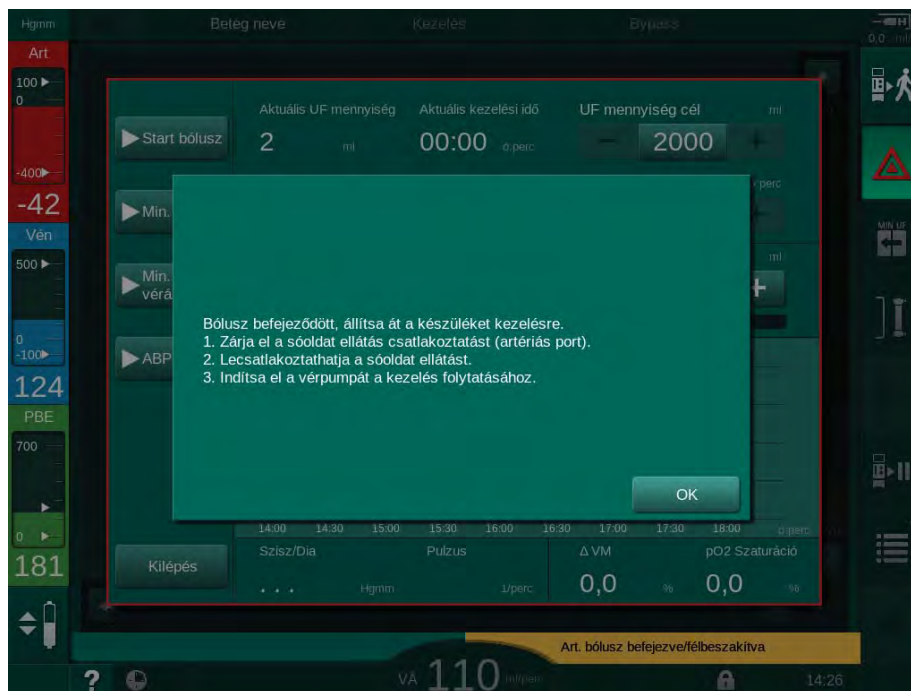 Hgmm
Beteg neve Kezelés Bypass
Art
100
0
-400
-42
Vén
500
0
-100
124
PBE
700
0
181
Start bólusz
Aktuális UF mennyiség Aktuális kezelési idő UF mennyiség cél ml
2 ml 00:00 ó:perc − 2000 +
Min.
Min.
vérá
ml
+
ABP
MIN UF
Bólusz befejeződött, állítsa át a készüléket kezelésre.
1. Zárja el a sóoldat ellátás csatlakoztatást (artériás port).
2. Lecsatlakoztathatja a sóoldat ellátást.
3. Indítsa el a vérpumpát a kezelés folytatásához.
OK
14:00 14:30 15:00 15:30 16:00 16:30 17:00 17:30 18:00 ó:perc
Kilépés
Szisz/Dia Pulzus Δ VM pO2 Szaturáció
. . . Hgmm 1/perc 0,0 % 0,0 %
Art. bólusz befejezve/félbeszakítva
? VÁ 110 ml/perc 14:26